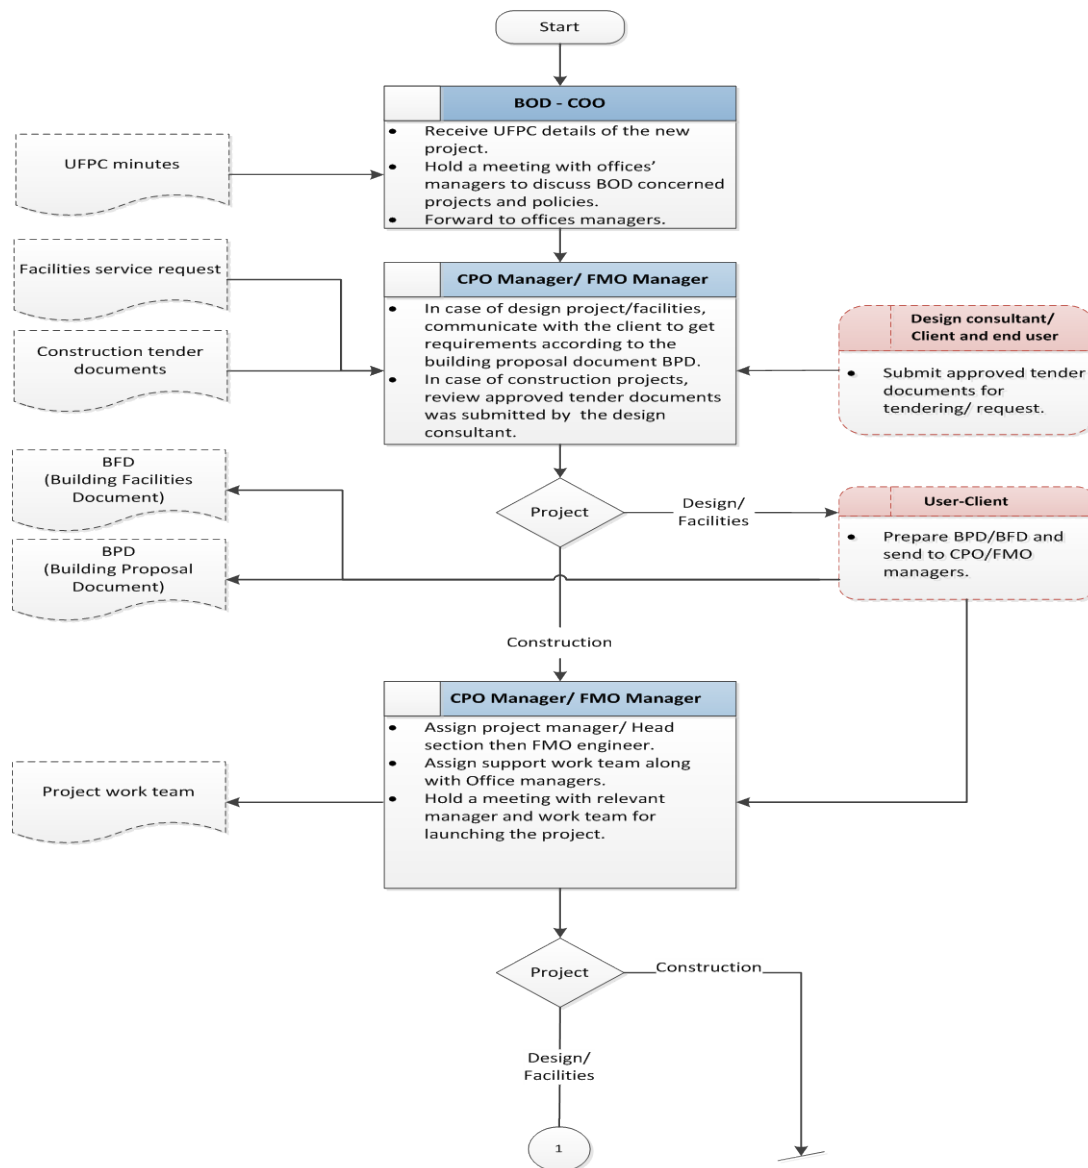 Start
BOD - COO
• Receive UFPC details of the new
project.
• Hold a meeting with offices’
managers to discuss BOD concerned
projects and policies.
• Forward to offices managers.
UFPC minutes
Facilities service request
Construction tender
documents
CPO Manager/ FMO Manager
• In case of design project/facilities,
communicate with the client to get
requirements according to the
building proposal document BPD.
• In case of construction projects,
review approved tender documents
was submitted by the design
consultant.
Design consultant/
Client and end user
• Submit approved tender
documents for
tendering/ request.
BFD
(Building Facilities
Document)
BPD
(Building Proposal
Document)
Project
Design/
Facilities
User-Client
• Prepare BPD/BFD and
send to CPO/FMO
managers.
Construction
CPO Manager/ FMO Manager
• Assign project manager/ Head
section then FMO engineer.
• Assign support work team along
with Office managers.
• Hold a meeting with relevant
manager and work team for
launching the project.
Project work team
Project
Construction
Design/
Facilities
1